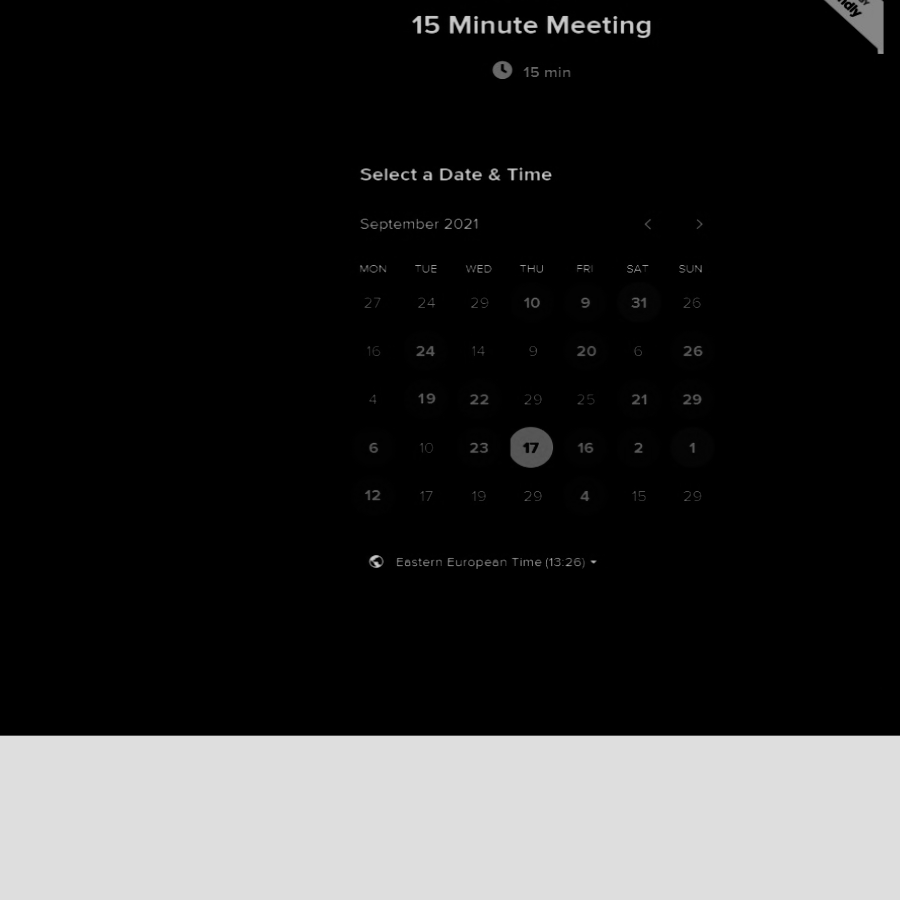 15 Minute Meeting
15 min
Select a Date & Time
September 2021
MON TUE WED THU FRI SAT SUN
27 24 29 10 9 31 26
16 24 14 9 20 6 26
4 19 22 29 25 21 29
6 10 23 17 16 2 1
12 17 19 29 4 15 29
Eastern European Time (13:26)